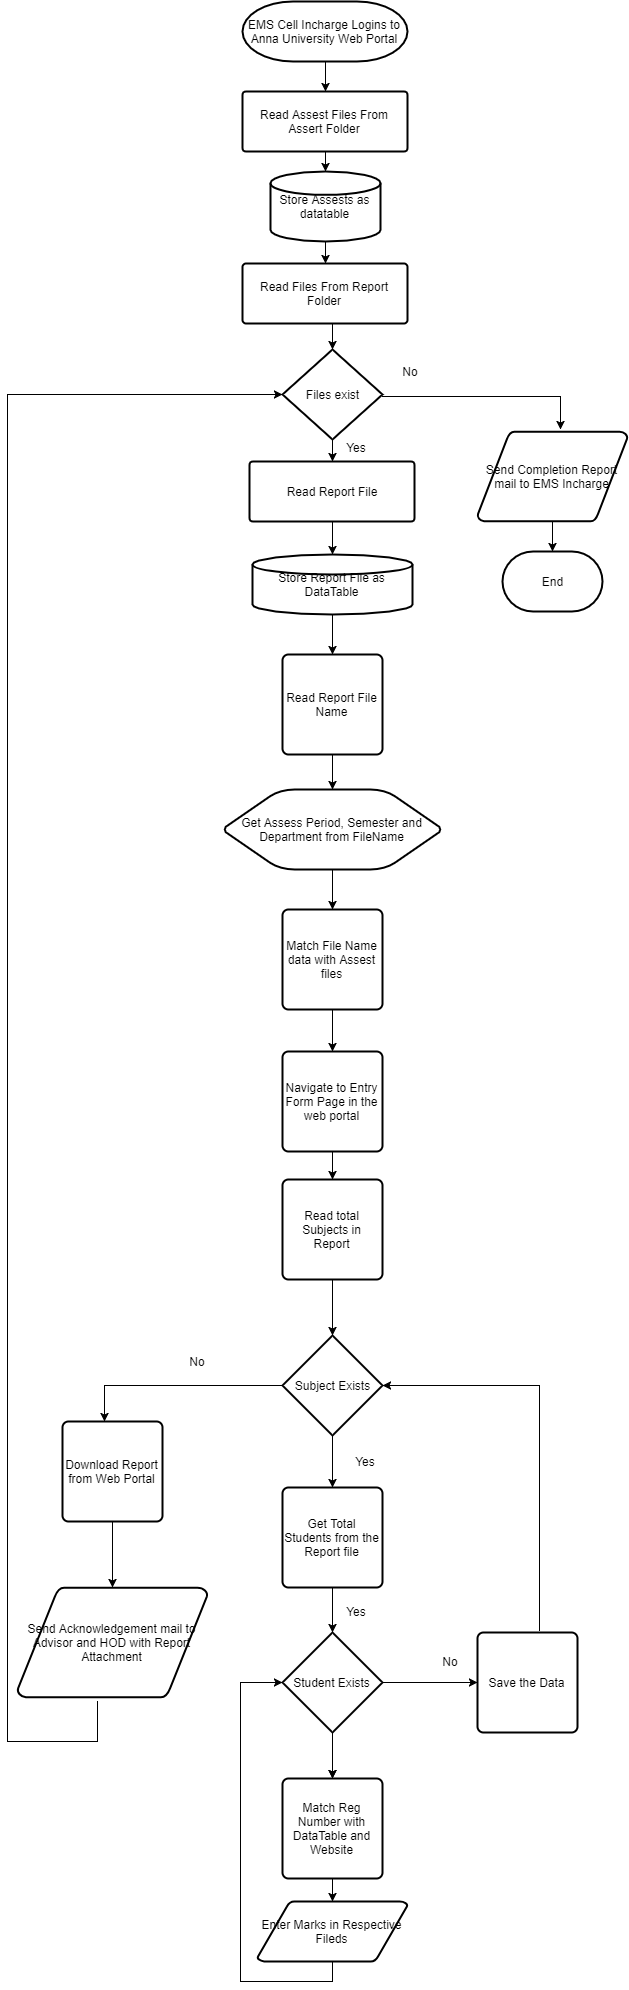 EMS Cell Incharge Logins to
Anna University Web Portal
Read Assest Files From
Assert Folder
Store Assests as
datatable
Read Files From Report
Folder
Files exist
No
Send Completion Report
mail to EMS Incharge
End
Yes
Read Report File
Store Report File as
DataTable
Read Report File
Name
Get Assess Period, Semester and
Department from FileName
Match File Name
data with Assest
files
Navigate to Entry
Form Page in the
web portal
Read total
Subjects in
Report
Subject Exists
No
Download Report
from Web Portal
Send Acknowledgement mail to
Advisor and HOD with Report
Attachment
Yes
Get Total
Students from the
Report file
Yes
Student Exists
No
Save the Data
Match Reg
Number with
DataTable and
Website
Enter Marks in Respective
Fileds